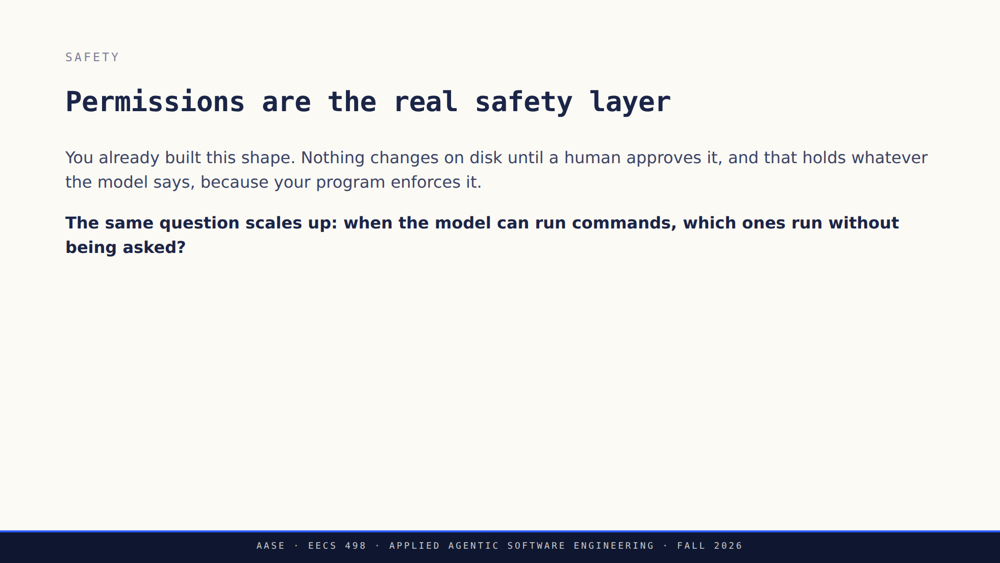 SAFETY
Permissions are the real safety layer
You already built this shape. Nothing changes on disk until a human approves it, and that holds whatever
the model says, because your program enforces it.
The same question scales up: when the model can run commands, which ones run without
being asked?
AASE · EECS 498 · APPLIED AGENTIC SOFTWARE ENGINEERING · FALL 2026